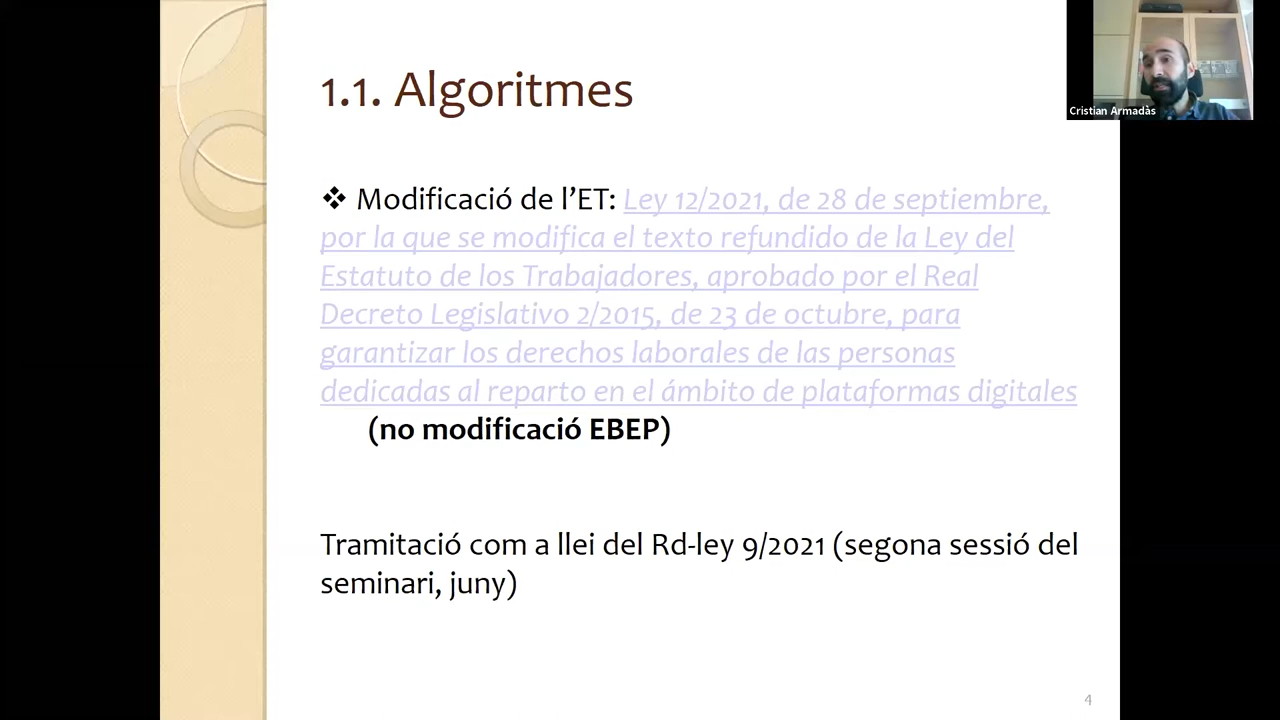 1.1. Algoritmes
Cristian Armadàs
❖ Modificació de l’ET: Ley 12/2021, de 28 de septiembre,
por la que se modifica el texto refundido de la Ley del
Estatuto de los Trabajadores, aprobado por el Real
Decreto Legislativo 2/2015, de 23 de octubre, para
garantizar los derechos laborales de las personas
dedicadas al reparto en el ámbito de plataformas digitales
(no modificació EBEP)
Tramitació com a llei del Rd-ley 9/2021 (segona sessió del
seminari, juny)
4